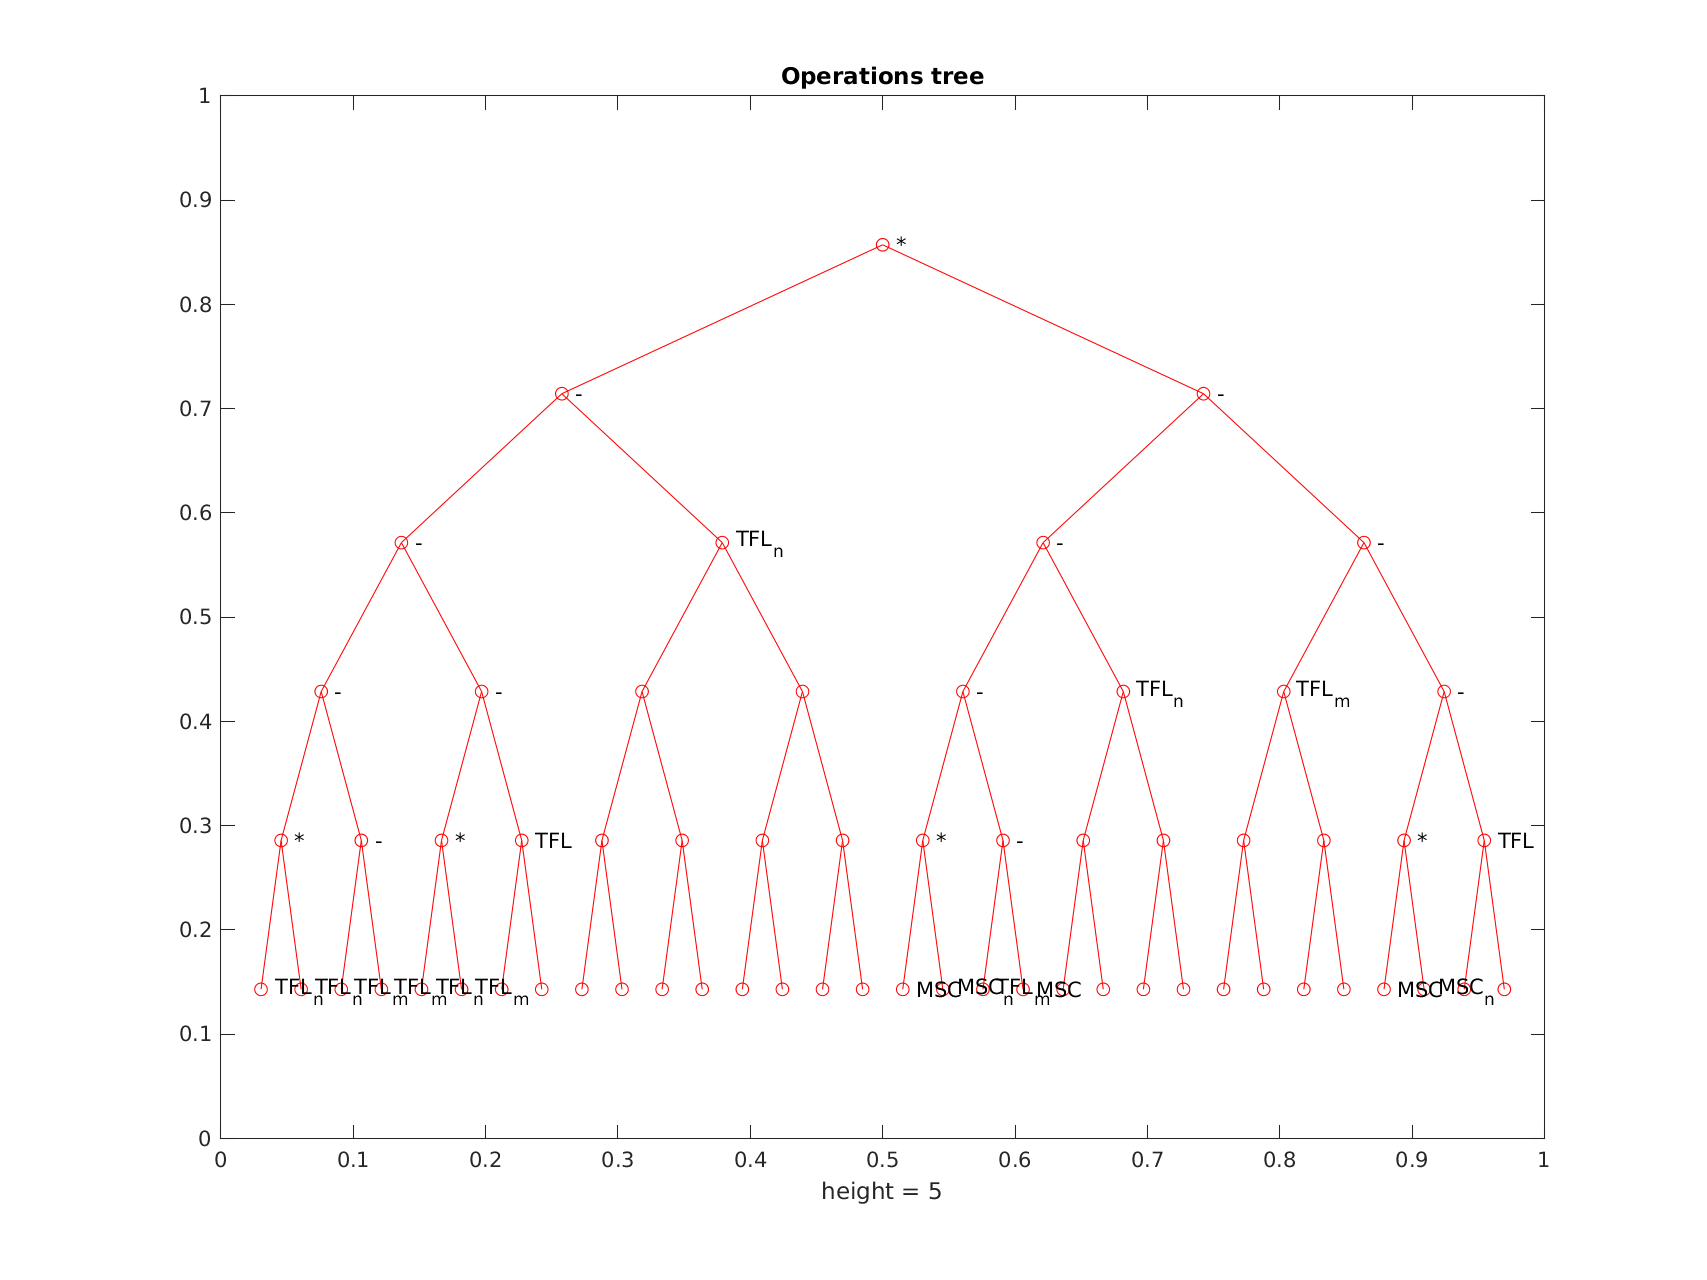 Operations tree
1
*
0.9
0.8
- -
0.7
- TFL_n - -
0.6
0.5
- - - TFL_n TFL_m -
0.4
* - * TFL * - * TFL
0.3
0.2
TFL_n TFL_n TFL_m TFL_m TFL_n TFL_m MSC MSC_n TFL_m MSC MSC MSC_n
0.1
0
0 0.1 0.2 0.3 0.4 0.5 0.6 0.7 0.8 0.9 1
height = 5